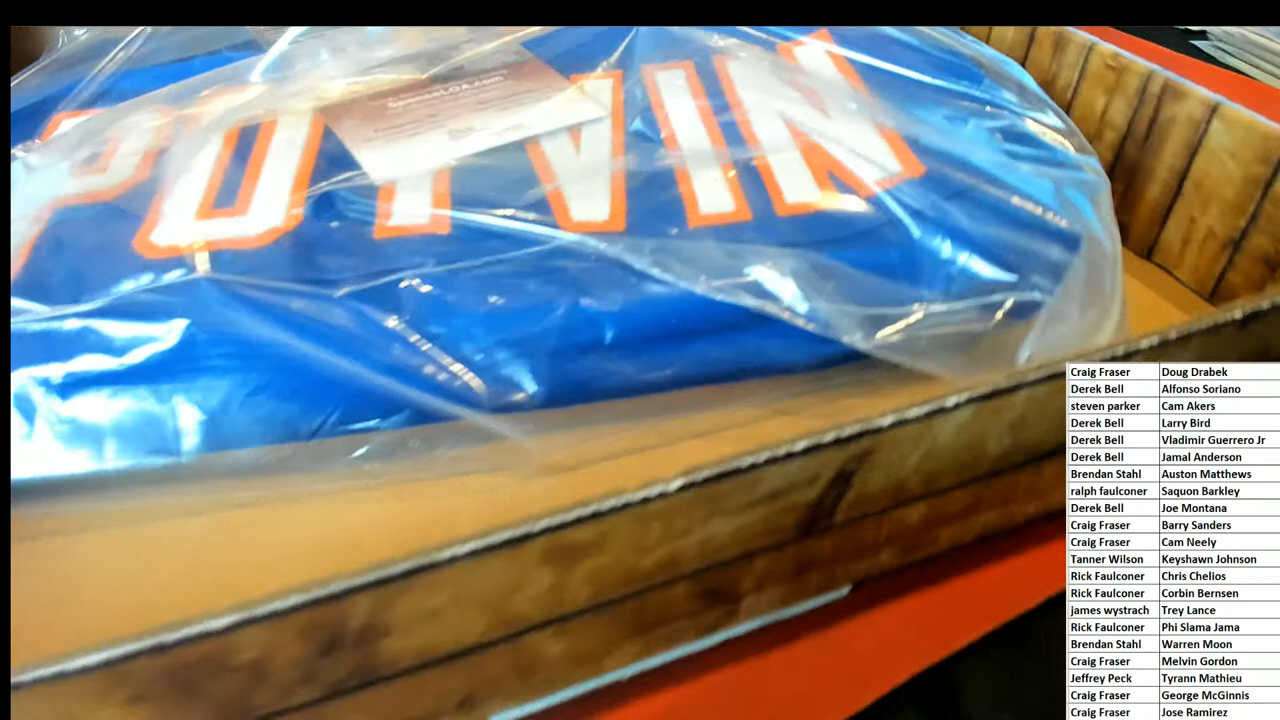 POTVIN
SpenceLOA.com
Craig Fraser Doug Drabek
Derek Bell Alfonso Soriano
steven parker Cam Akers
Derek Bell Larry Bird
Derek Bell Vladimir Guerrero Jr
Derek Bell Jamal Anderson
Brendan Stahl Auston Matthews
ralph faulconer Saquon Barkley
Derek Bell Joe Montana
Craig Fraser Barry Sanders
Craig Fraser Cam Neely
Tanner Wilson Keyshawn Johnson
Rick Faulconer Chris Chelios
Rick Faulconer Corbin Bernsen
james wystrach Trey Lance
Rick Faulconer Phi Slama Jama
Brendan Stahl Warren Moon
Craig Fraser Melvin Gordon
Jeffrey Peck Tyrann Mathieu
Craig Fraser George McGinnis
Craig Fraser Jose Ramirez